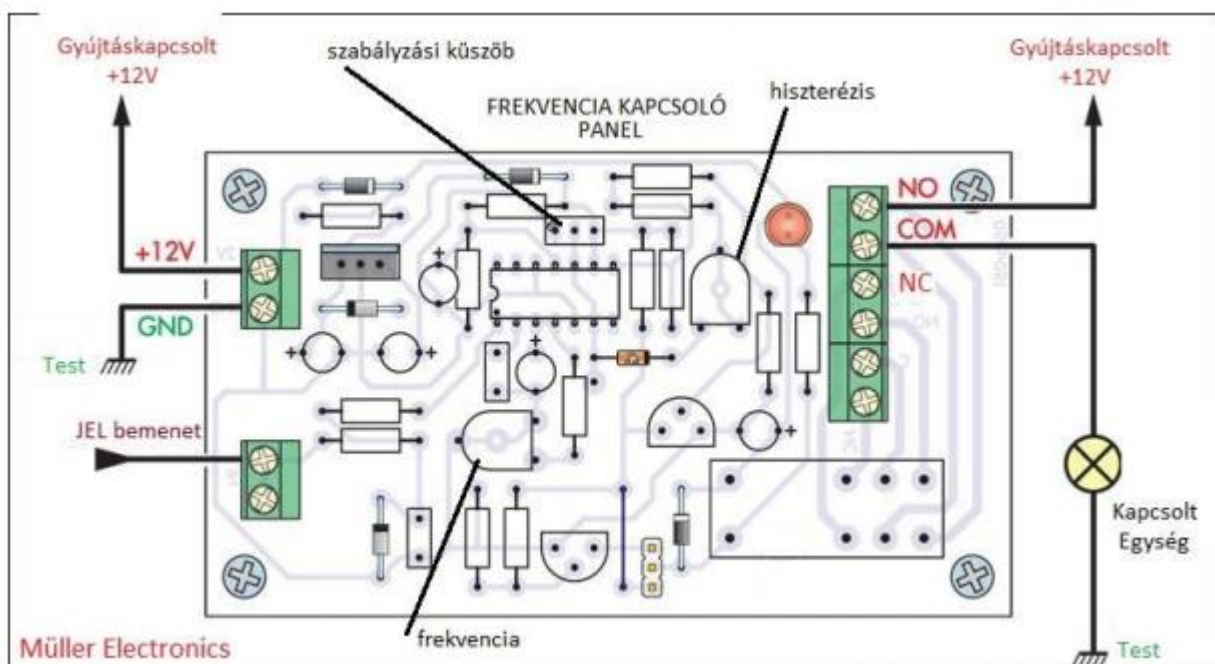 Gyújtáskapcsolt
+12V
szabályzási küszöb
FREKVENCIA KAPCSOLÓ
PANEL
hiszterézis
Gyújtáskapcsolt
+12V
NO
COM
NC
+12V
GND
Test
JEL bemenet
Kapcsolt
Egység
frekvencia
Müller Electronics
Test